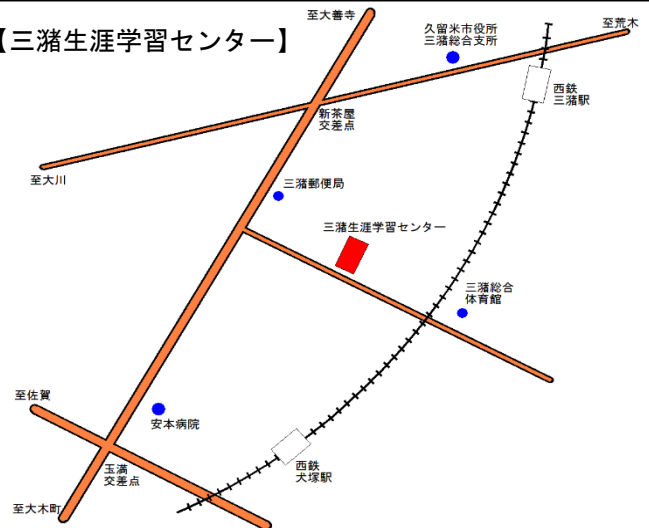 【三潴生涯学習センター】
至大善寺
久留米市役所
三潴総合支所
至荒木
西鉄
三潴駅
新茶屋
交差点
至大川
三潴郵便局
三潴生涯学習センター
三潴総合
体育館
至佐賀
安本病院
玉満
交差点
西鉄
犬塚駅
至大木町